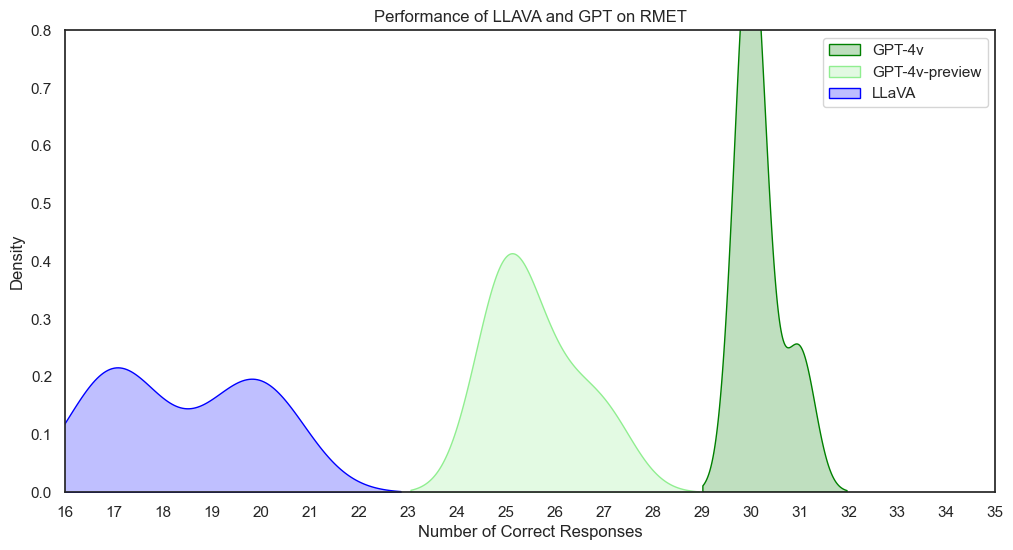 Performance of LLAVA and GPT on RMET
GPT-4v
GPT-4v-preview
LLaVA
Density
0.8
0.7
0.6
0.5
0.4
0.3
0.2
0.1
0.0
16 17 18 19 20 21 22 23 24 25 26 27 28 29 30 31 32 33 34 35
Number of Correct Responses